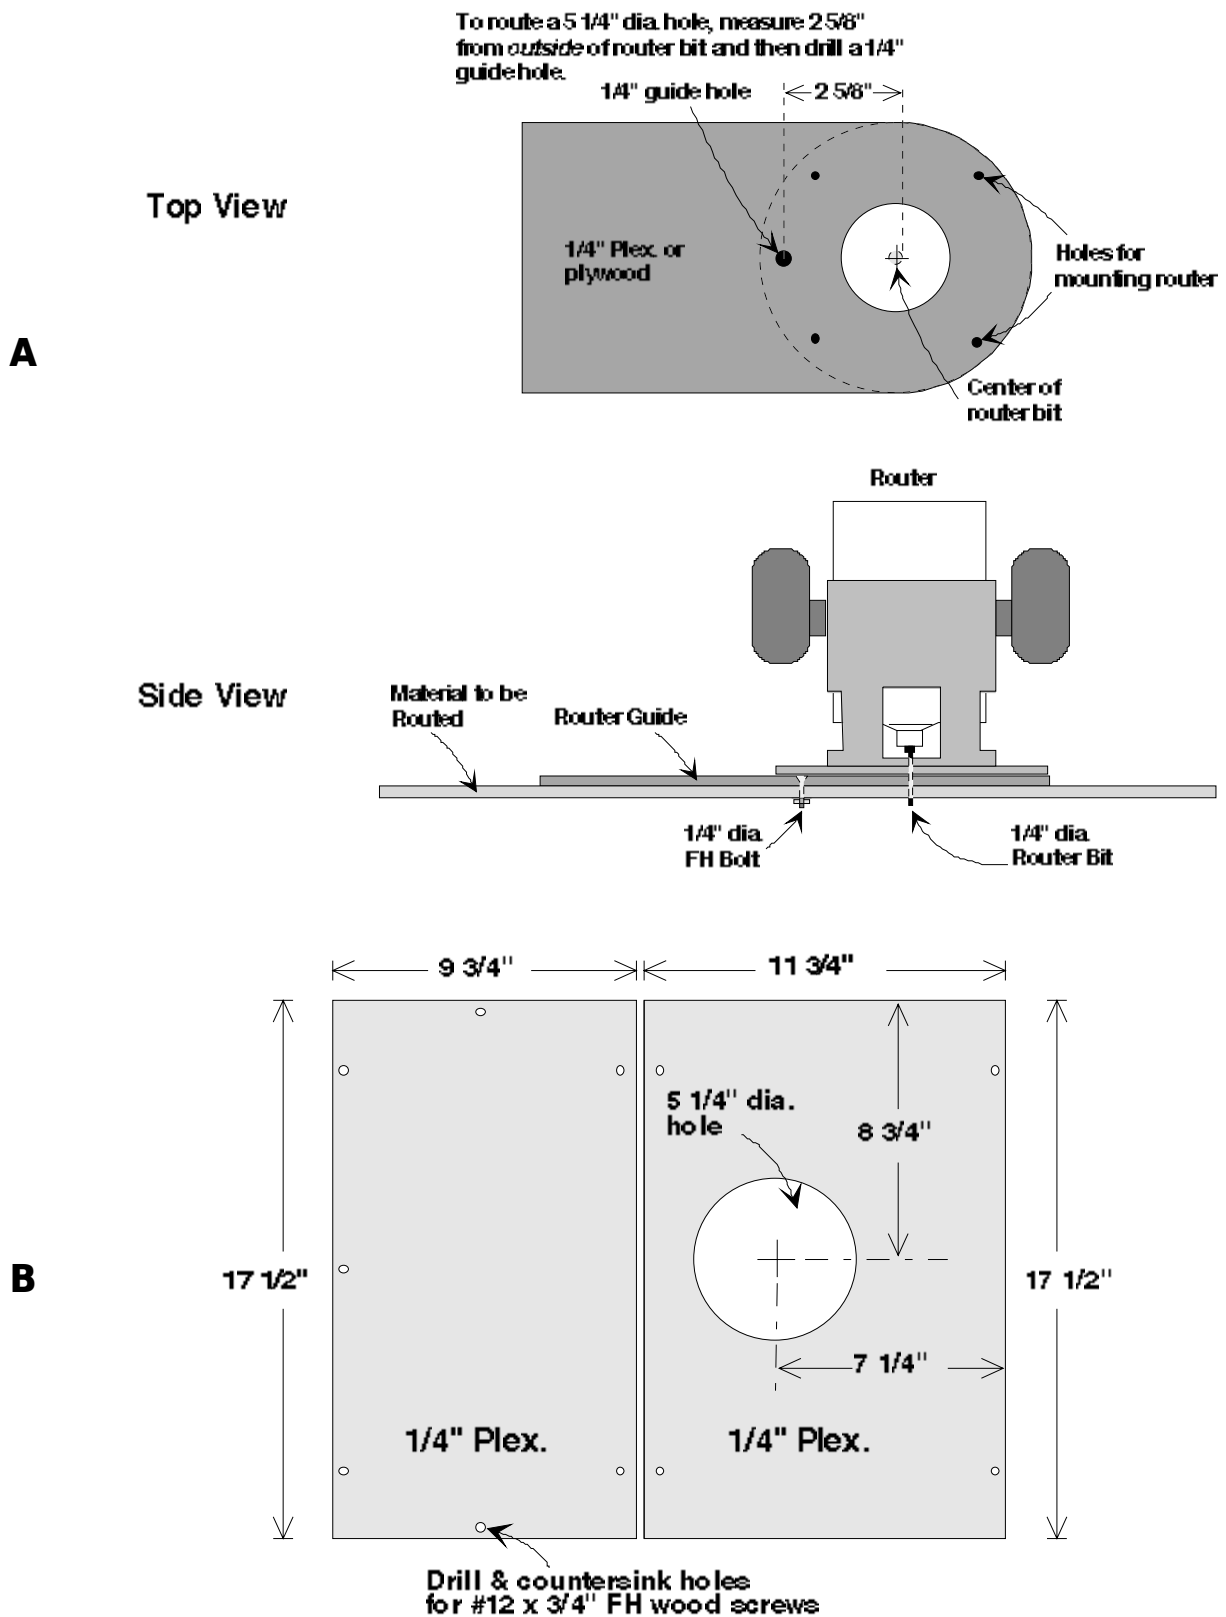 To route a 5 1/4" dia. hole, measure 2 5/8"
from outside of router bit and then drill a 1/4"
guide hole.
1/4" guide hole
2 5/8"
Top View
1/4" Plex. or
plywood
Holes for
mounting router
A
Center of
router bit
Router
Side View
Material to be
Routed
Router Guide
1/4" dia.
FH Bolt
1/4" dia.
Router Bit
9 3/4"
11 3/4"
5 1/4" dia.
hole
8 3/4"
B
17 1/2"
17 1/2"
7 1/4"
1/4" Plex.
1/4" Plex.
Drill & countersink holes
for #12 x 3/4" FH wood screws